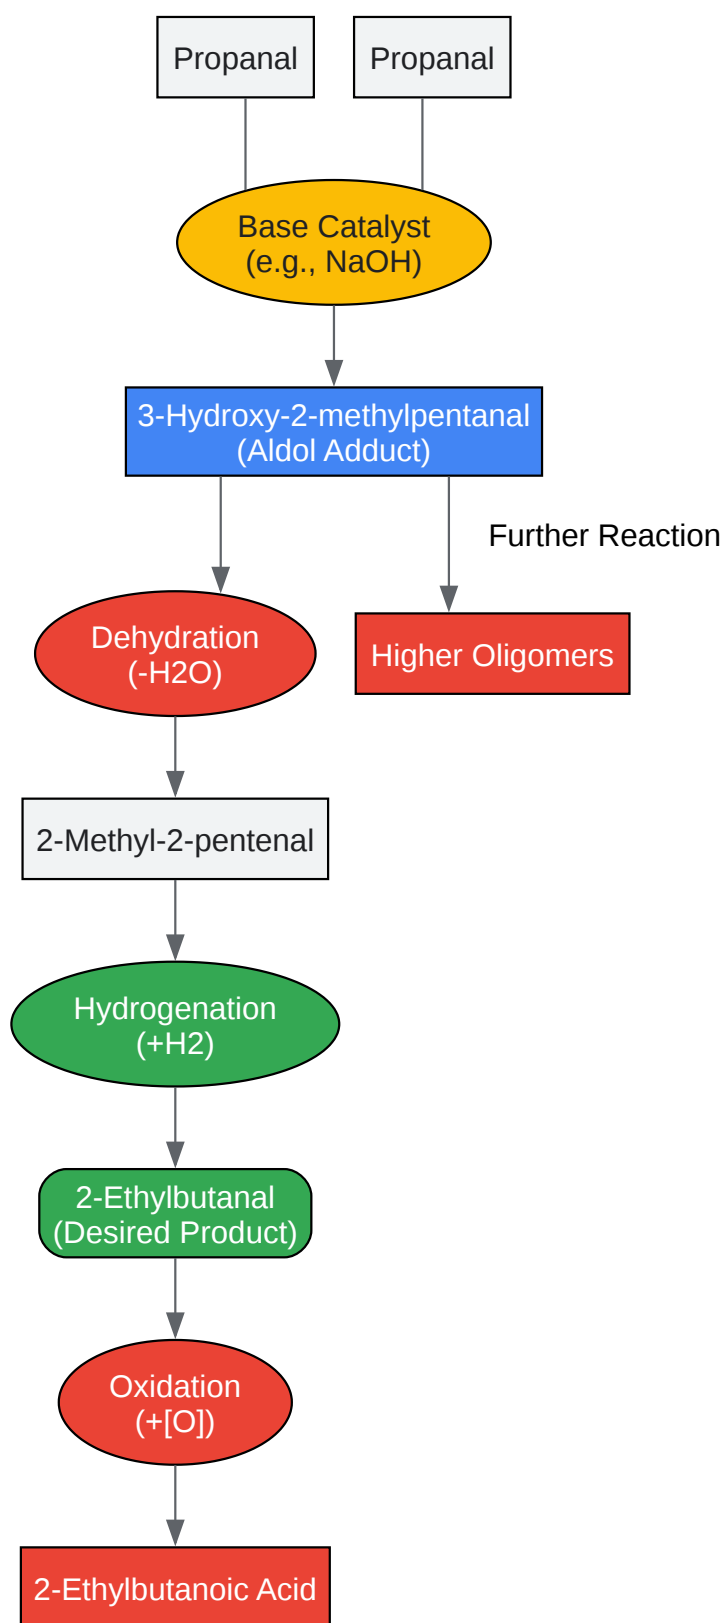 Propanal
Propanal
Base Catalyst
(e.g., NaOH)
3-Hydroxy-2-methylpentanal
(Aldol Adduct)
Further Reaction
Dehydration
(-H2O)
Higher Oligomers
2-Methyl-2-pentenal
Hydrogenation
(+H2)
2-Ethylbutanal
(Desired Product)
Oxidation
(+[O])
2-Ethylbutanoic Acid